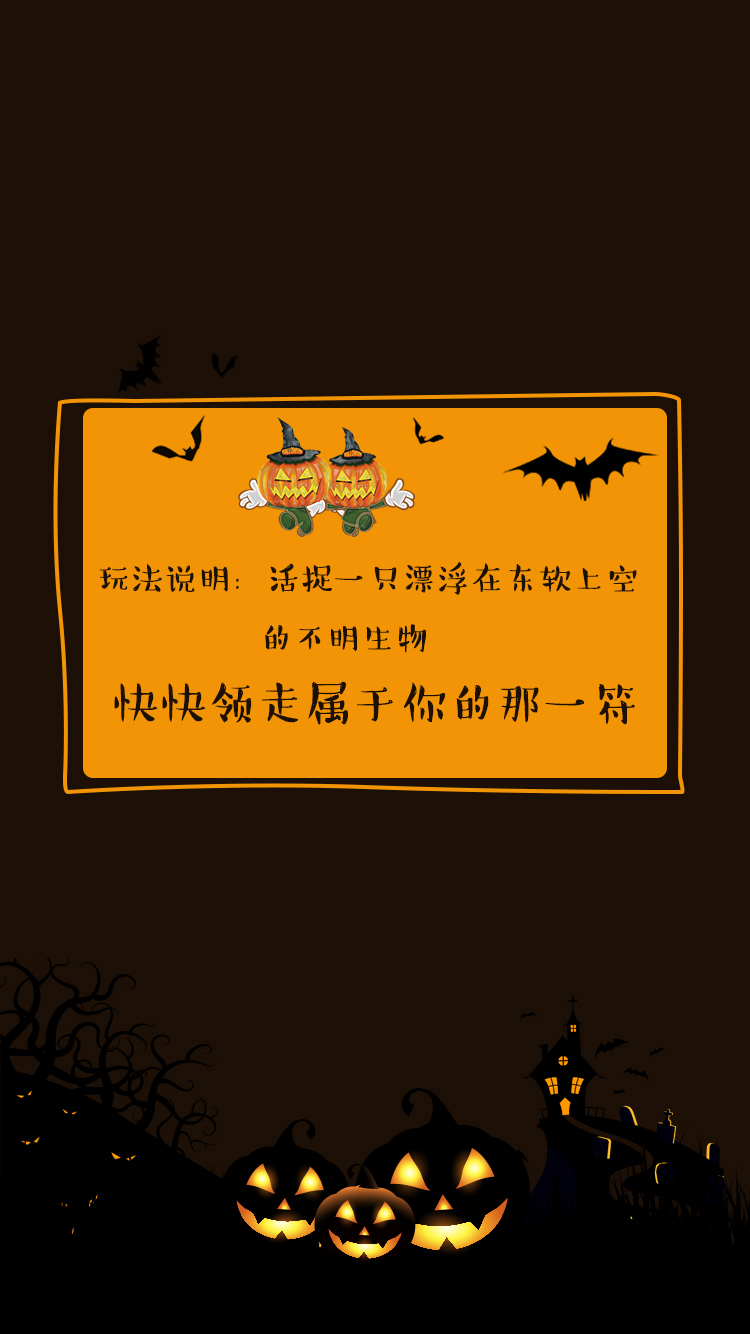 玩法说明：活捉一只漂浮在东软上空
的不明生物
快快领走属于你的那一符